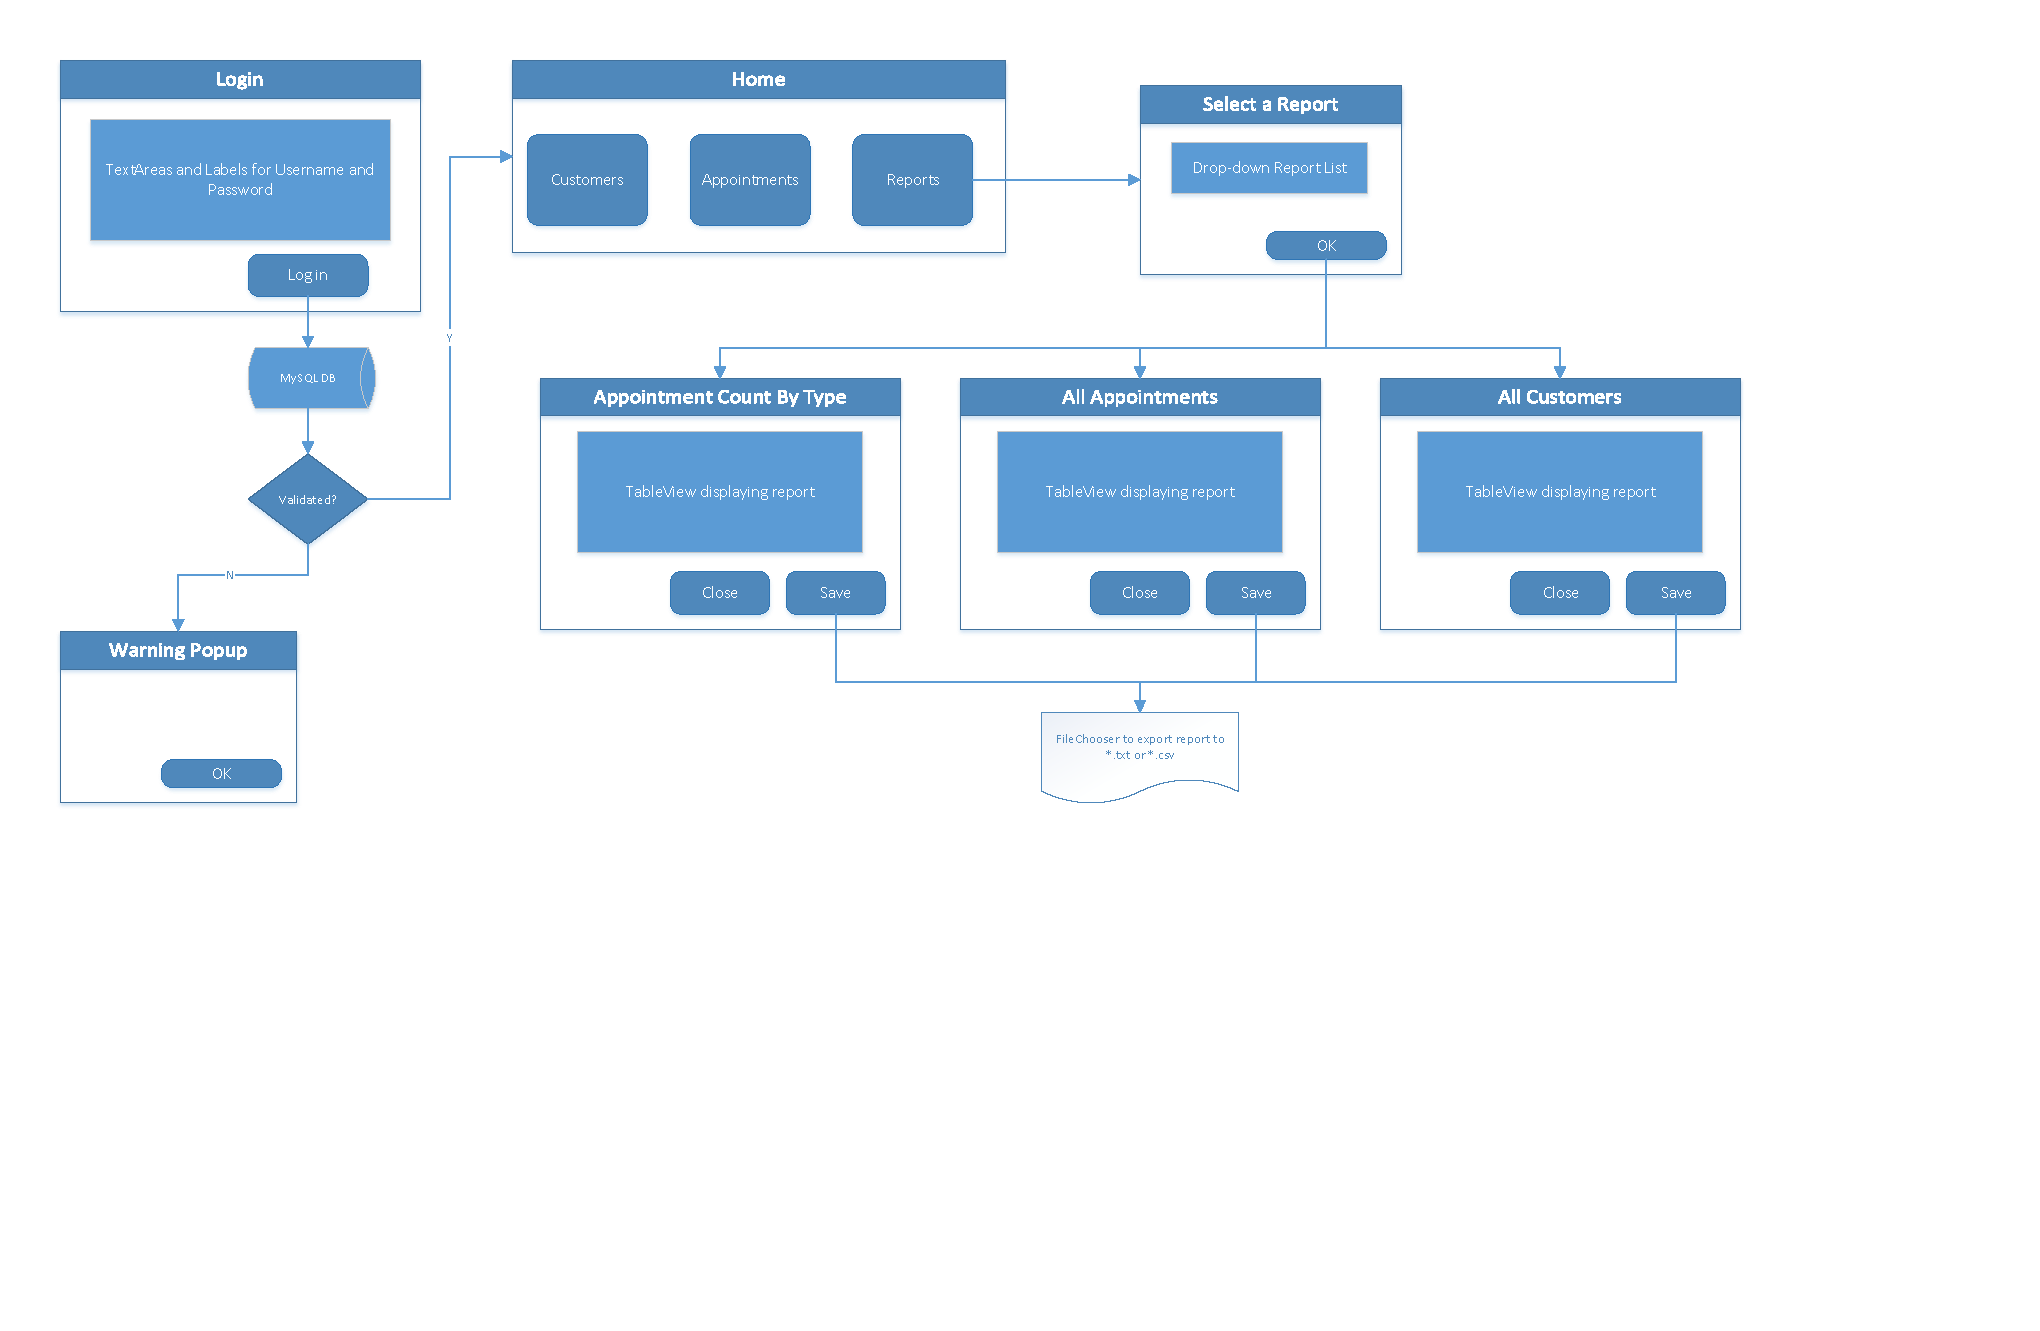 Login
TextAreas and Labels for Username and
Password
Login
MySQL DB
Validated?
Y
N
Warning Popup
OK
Home
Customers
Appointments
Reports
Select a Report
Drop-down Report List
OK
Appointment Count By Type
TableView displaying report
Close
Save
All Appointments
TableView displaying report
Close
Save
All Customers
TableView displaying report
Close
Save
FileChooser to export report to
*.txt or *.csv